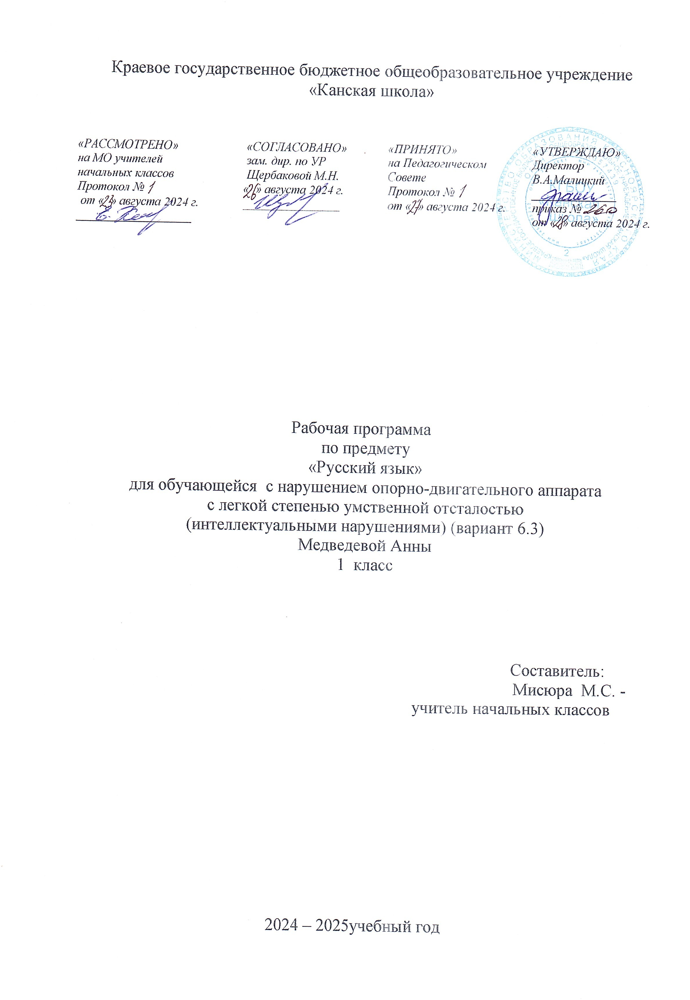 Краевое государственное бюджетное общеобразовательное учреждение
«Канская школа»
«РАССМОТРЕНО»
на МО учителей
начальных классов
Протокол № 1
от «23» августа 2024 г.
«СОГЛАСОВАНО»
зам. дир. по УР
Щербаковой М.Н.
«26» августа 2024 г.
«ПРИНЯТО»
на Педагогическом
Совете
Протокол № 1
от «27» августа 2024 г.
«УТВЕРЖДАЮ»
Директор
В.А.Малицкий
приказ № 260
от «28» августа 2024 г.
КГБОУ
«Канская
школа»
2
Рабочая программа
по предмету
«Русский язык»
для обучающейся  с нарушением опорно-двигательного аппарата
с легкой степенью умственной отсталостью
(интеллектуальными нарушениями) (вариант 6.3)
Медведевой Анны
1  класс
Составитель:
Мисюра  М.С. -
учитель начальных классов
2024 – 2025учебный год